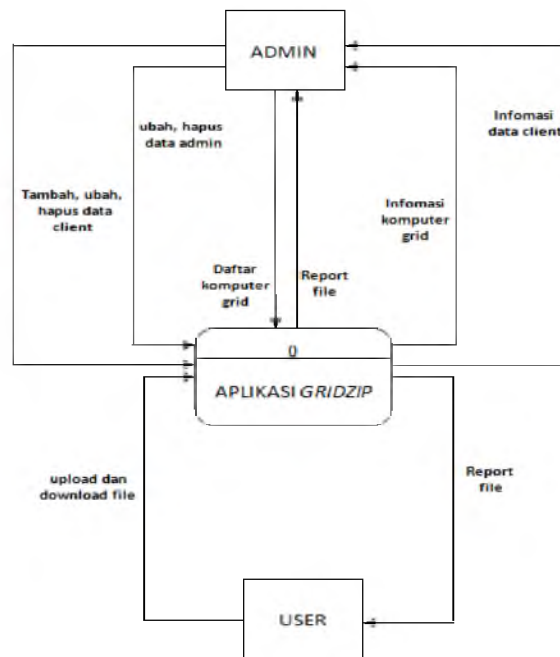 ADMIN
ubah, hapus
data admin
Infomasi
data client
Tambah, ubah,
hapus data
client
Infomasi
komputer
grid
Daftar
komputer
grid
Report
file
0
APLIKASI GRIDZIP
upload dan
download file
Report
file
USER